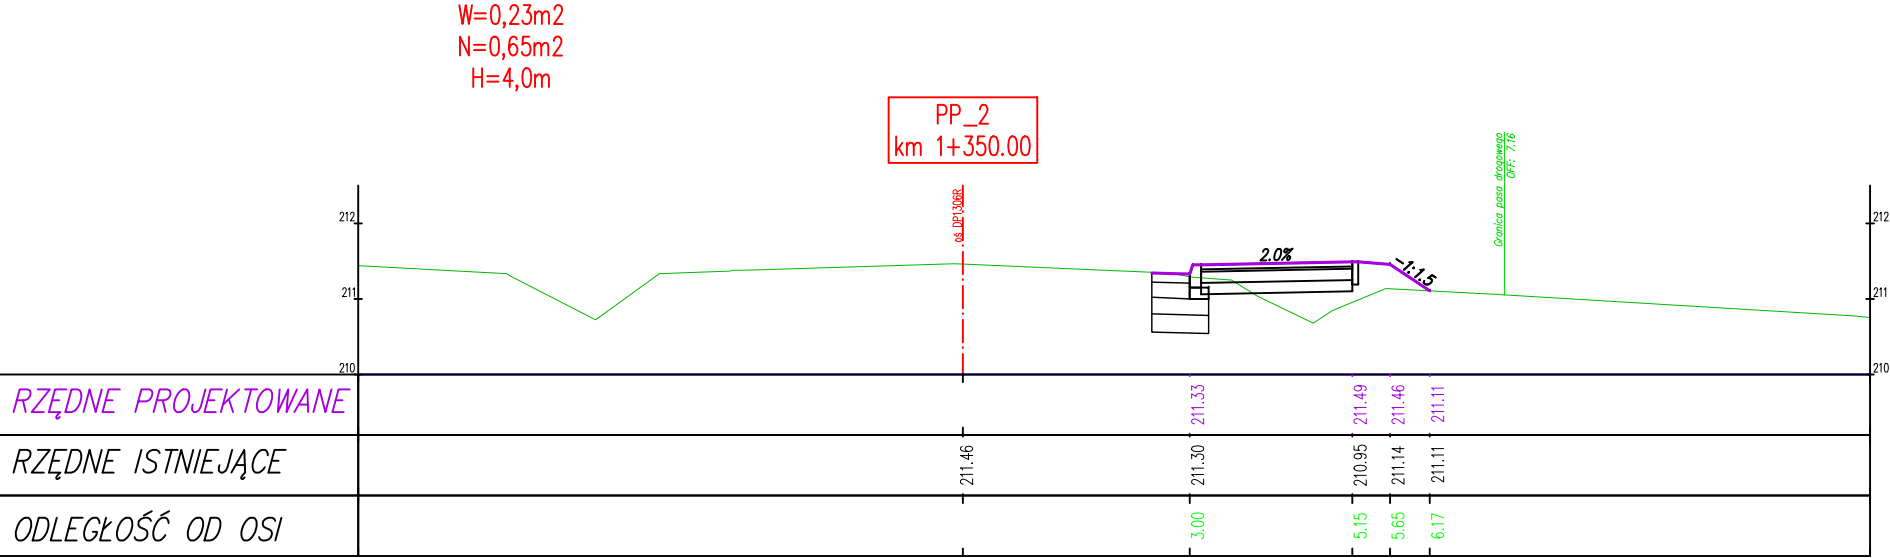 W=0,23m2
N=0,65m2
H=4,0m
PP_2
km 1+350.00
Granica pasa drogowego
OFF: 7.16
oś DP1306R
212
212
2.0%
-1:1.5
211
211
210
210
RZĘDNE PROJEKTOWANE
211.33
211.49
211.46
211.11
RZĘDNE ISTNIEJĄCE
211.46
211.30
210.95
211.14
211.11
ODLEGŁOŚĆ OD OSI
3.00
5.15
5.65
6.17